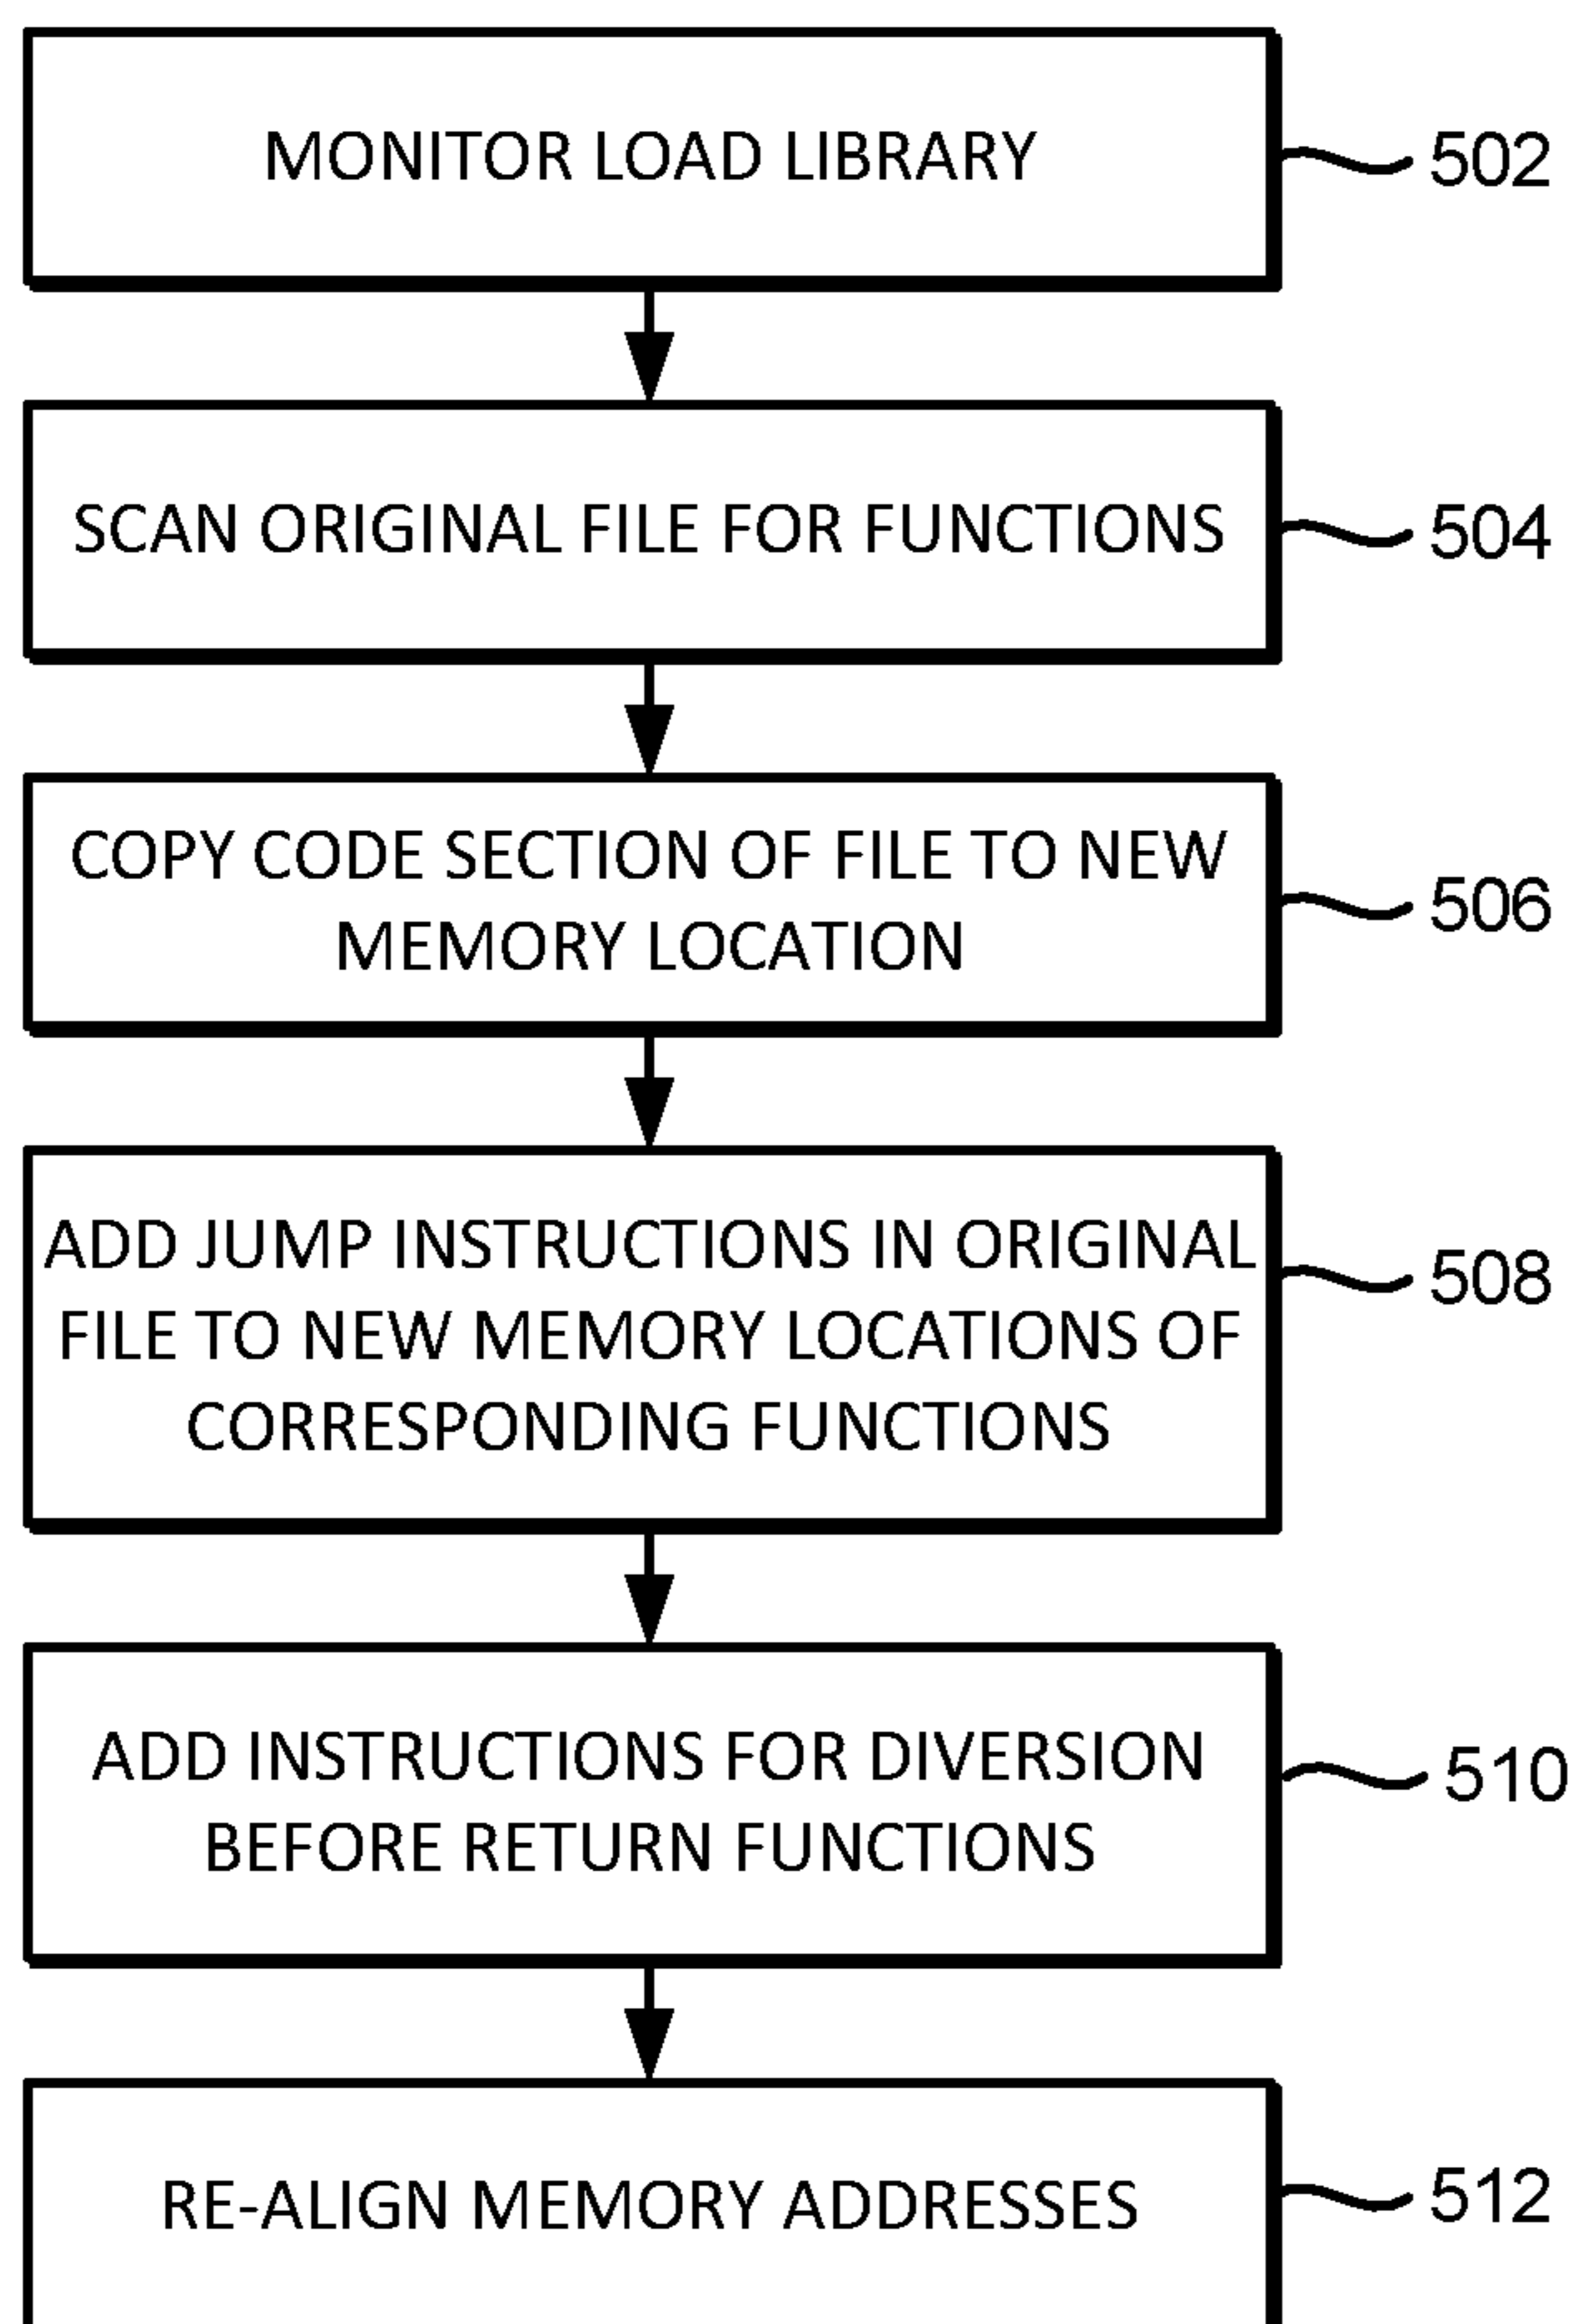 MONITOR LOAD LIBRARY
502
SCAN ORIGINAL FILE FOR FUNCTIONS
504
COPY CODE SECTION OF FILE TO NEW
MEMORY LOCATION
506
ADD JUMP INSTRUCTIONS IN ORIGINAL
FILE TO NEW MEMORY LOCATIONS OF
CORRESPONDING FUNCTIONS
508
ADD INSTRUCTIONS FOR DIVERSION
BEFORE RETURN FUNCTIONS
510
RE-ALIGN MEMORY ADDRESSES
512